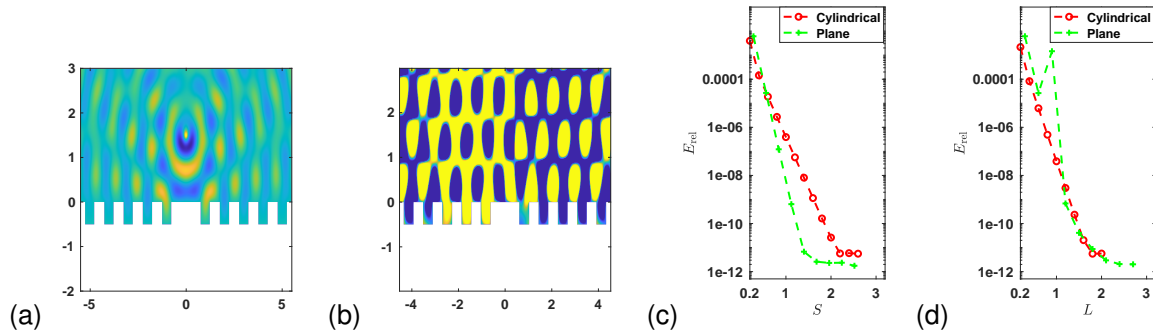 (a)
3
2
1
0
-1
-2
-5 0 5
(b)
2
1
0
-1
-4 -2 0 2 4
(c)
Cylindrical
Plane
E_rel
0.0001
1e-06
1e-08
1e-10
1e-12
0.2 1 2 3
S
(d)
Cylindrical
Plane
E_rel
0.0001
1e-06
1e-08
1e-10
1e-12
0.2 1 2 3
L